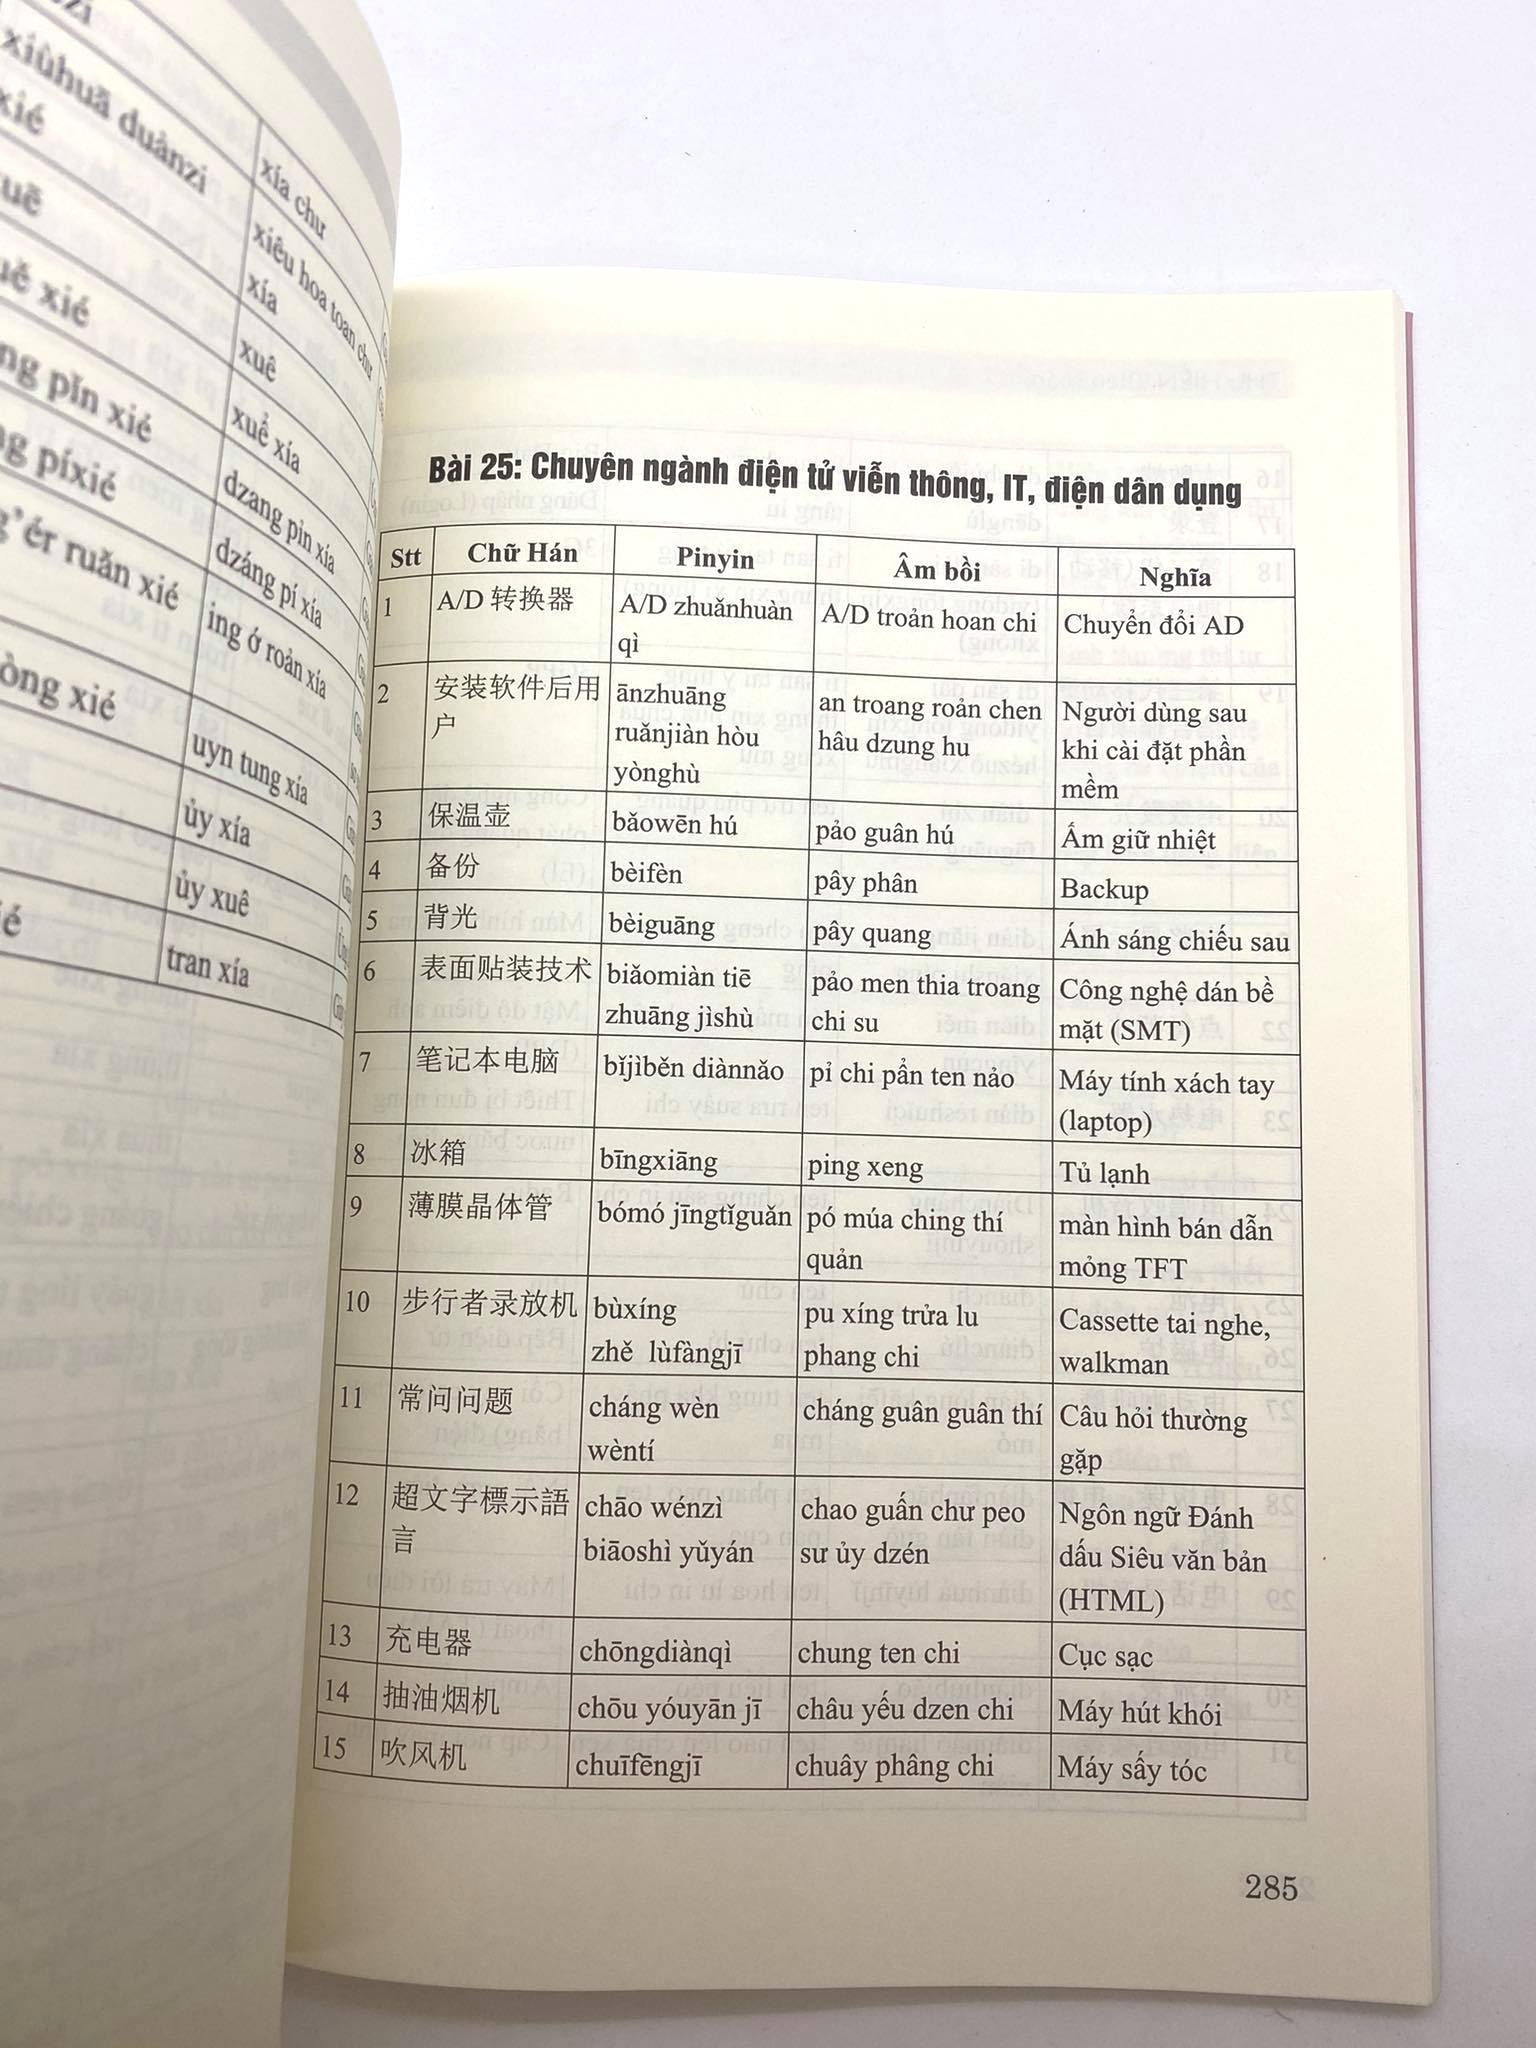 xiùhuā duànzi
xié
xuē
ruǎn xié
xía chư
xiêu hoa toan chư
xía
xuê
xuể xía
dzang pin xía
dzáng pí xía
ing ớ roản xía
uyn tung xía
ủy xía
ủy xuê
tran xía
Bài 25: Chuyên ngành điện tử viễn thông, IT, điện dân dụng
Stt Chữ Hán Pinyin Âm bồi Nghĩa
1 A/D 转换器 A/D zhuǎnhuàn A/D troản hoan chi Chuyển đổi AD
qì
2 安装软件后用 ānzhuāng an troang roản chen Người dùng sau
户 ruǎnjiàn hòu hâu dzung hu khi cài đặt phần
yònghù mềm
3 保温壶 bǎowēn hú pảo guân hú Ấm giữ nhiệt
4 备份 bèifèn pây phân Backup
5 背光 bèiguāng pây quang Ánh sáng chiếu sau
6 表面贴装技术 biǎomiàn tiē pảo men thia troang Công nghệ dán bề
zhuāng jìshù chi su mặt (SMT)
7 笔记本电脑 bǐjìběn diànnǎo pỉ chi pẩn ten nảo Máy tính xách tay
(laptop)
8 冰箱 bīngxiāng ping xeng Tủ lạnh
9 薄膜晶体管 bómó jīngtǐguǎn pó múa ching thí màn hình bán dẫn
quản mỏng TFT
10 步行者录放机 bùxíng pu xíng trửa lu Cassette tai nghe,
zhě lùfàngjī phang chi walkman
11 常问问题 cháng wèn cháng guân guân thí Câu hỏi thường
wèntí gặp
12 超文字標示語 chāo wénzì chao guấn chư peo Ngôn ngữ Đánh
言 biāoshì yǔyán sư ủy dzén dấu Siêu văn bản
(HTML)
13 充电器 chōngdiànqì chung ten chi Cục sạc
14 抽油烟机 chōu yóuyān jī châu yếu dzen chi Máy hút khói
15 吹风机 chuīfēngjī chuây phâng chi Máy sấy tóc
285